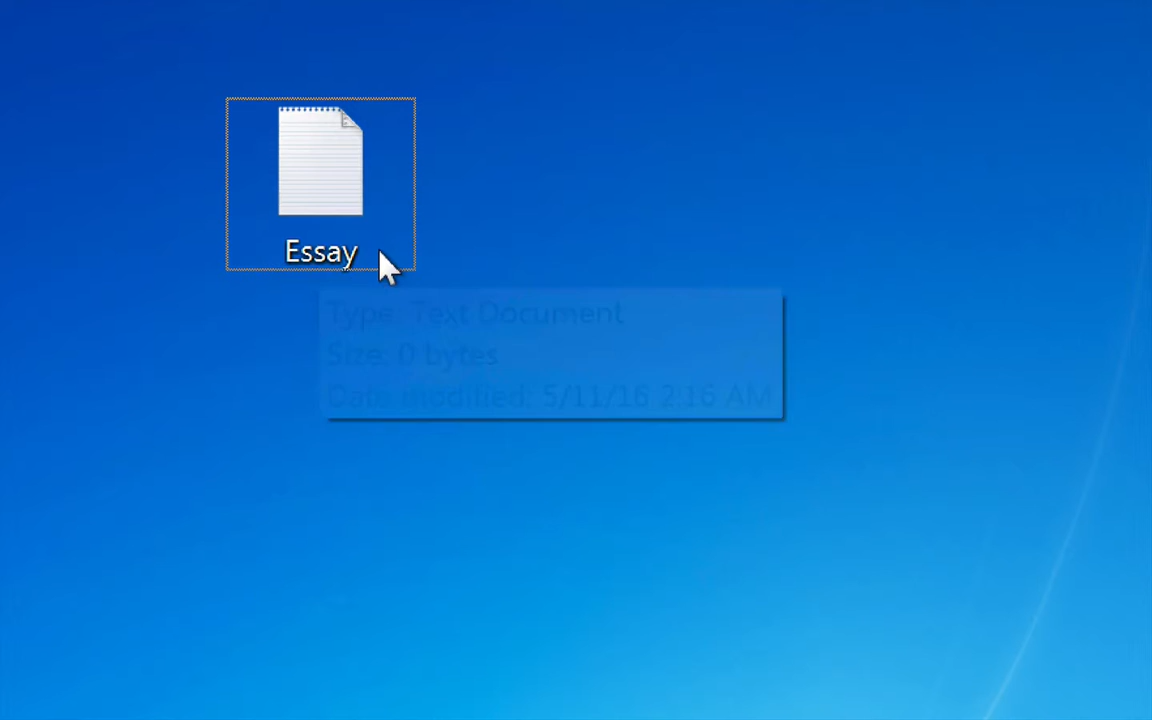 Essay
Type: Text Document
Size: 0 bytes
Date modified: 5/11/16 2:16 AM